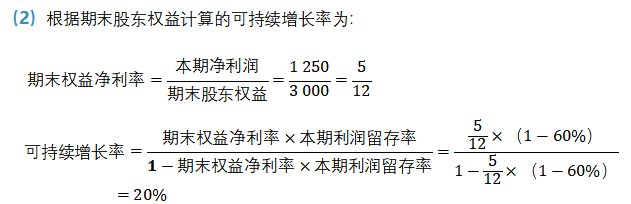 (2) 根据期末股东权益计算的可持续增长率为:
期末权益净利率 = 本期净利润/期末股东权益 = 1 250/3 000 = 5/12
可持续增长率 = 期末权益净利率 × 本期利润留存率/1 − 期末权益净利率 × 本期利润留存率 = 5/12 × （1 − 60%）/1 − 5/12 × （1 − 60%）
= 20%